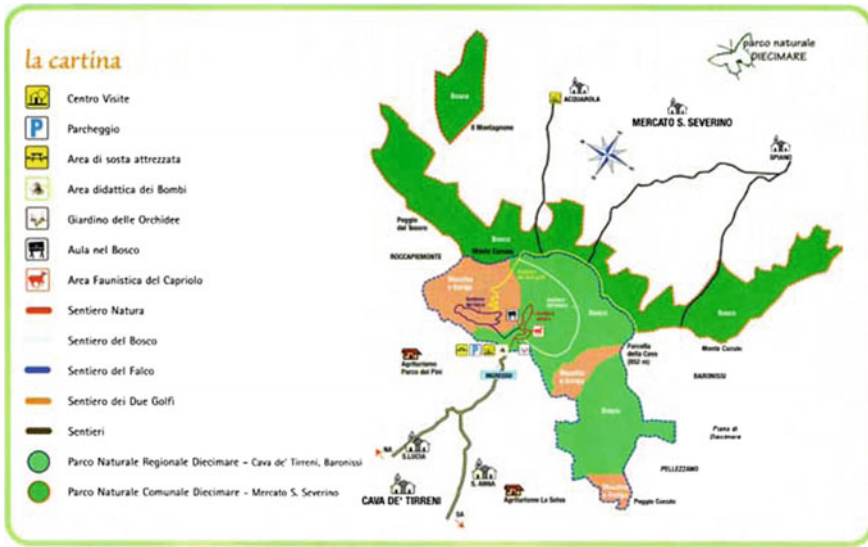 la cartina
Centro Visite
P
Parcheggio
Area di sosta attrezzata
Area didattica dei Bombi
Giardino delle Orchidee
Aula nel Bosco
Area Faunistica del Capriolo
Sentiero Natura
Sentiero del Bosco
Sentiero del Falco
Sentiero dei Due Golfi
Sentieri
Parco Naturale Regionale Diecimare - Cava de' Tirreni, Baronissi
Parco Naturale Comunale Diecimare - Mercato S. Severino
parco naturale
DIECIMARE
Bosco
ACQUAROLA
MERCATO S. SEVERINO
Il Montagnone
SPIANO
Poggio
del
Bosco
ROCCAPIEMONTE
Bosco
Bosco
Forcella
della Cava
(852 m)
BARONISSI
Agriturismo
Parco dei Pini
P
INGRESSO
Bosco
Piana di
Diecimare
PELLEZZANO
NA
S. LUCIA
S. ANNA
CAVA DE' TIRRENI
Agriturismo La Selva
SA
Poggio Cuculo